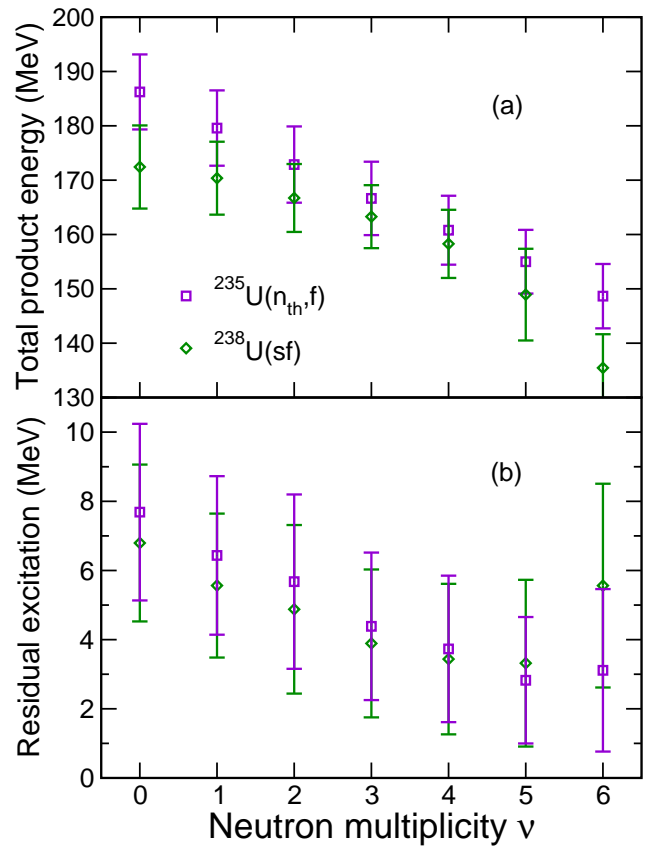 200
190
180
170
160
150
140
130
Total product energy (MeV)
(a)
²³⁵U(nₜₕ,f)
²³⁸U(sf)
10
8
6
4
2
0
Residual excitation (MeV)
(b)
0 1 2 3 4 5 6
Neutron multiplicity ν